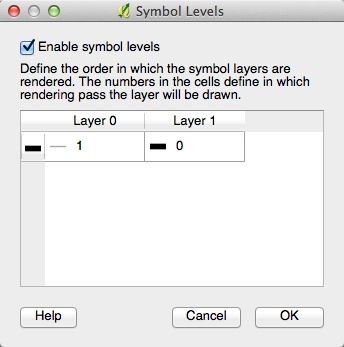 Symbol Levels
Enable symbol levels
Define the order in which the symbol layers are
rendered. The numbers in the cells define in which
rendering pass the layer will be drawn.
Layer 0 Layer 1
1 0
Help Cancel OK